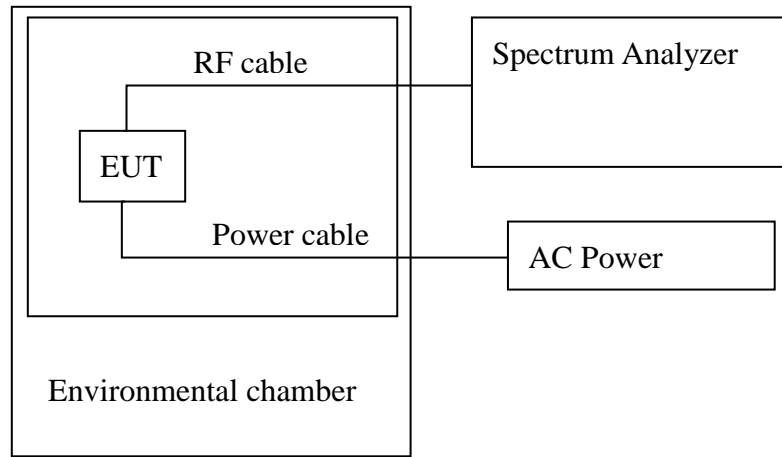 RF cable
Spectrum Analyzer
EUT
Power cable
AC Power
Environmental chamber